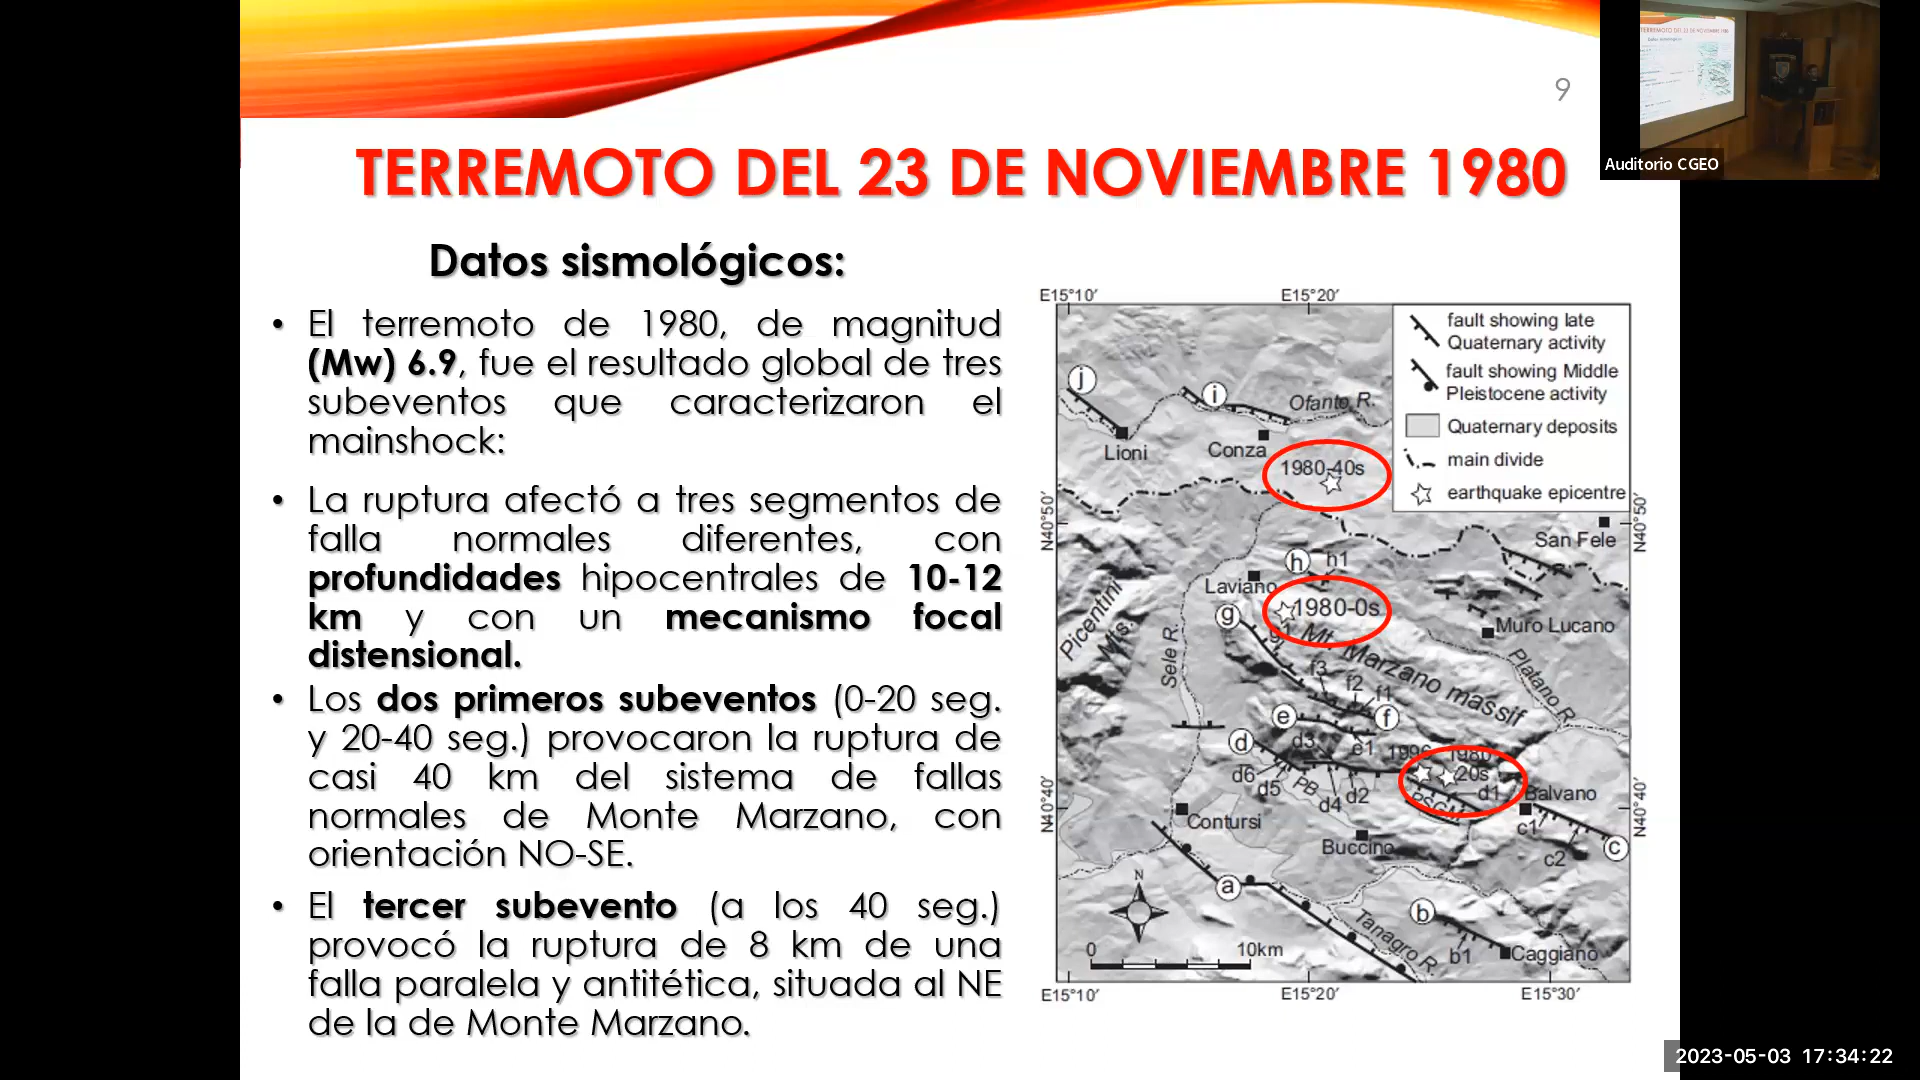 9
Auditorio CGEO
TERREMOTO DEL 23 DE NOVIEMBRE 1980
Datos sismológicos:
• El terremoto de 1980, de magnitud
(Mw) 6.9, fue el resultado global de tres
subeventos que caracterizaron el
mainshock:
• La ruptura afectó a tres segmentos de
falla normales diferentes, con
profundidades hipocentrales de 10-12
km y con un mecanismo focal
distensional.
• Los dos primeros subeventos (0-20 seg.
y 20-40 seg.) provocaron la ruptura de
casi 40 km del sistema de fallas
normales de Monte Marzano, con
orientación NO-SE.
• El tercer subevento (a los 40 seg.)
provocó la ruptura de 8 km de una
falla paralela y antitética, situada al NE
de la de Monte Marzano.
E15°10′
E15°20′
fault showing late
Quaternary activity
fault showing Middle
Pleistocene activity
Quaternary deposits
main divide
earthquake epicentre
j
i
Ofanto R.
Lioni
Conza
1980-40s
N40°50′
N40°50′
San Fele
h
h1
Laviano
1980-0s
g
g1
Muro Lucano
Picentini
Mts.
Sele R.
Mt. Marzano massif
Platano R.
f3
f2
f1
f
e
e1
d
d3
1996
1980
20s
d6
d5
PB
d4
d2
d1
Balvano
N40°40′
N40°40′
Contursi
Buccino
c1
c2
c
a
N
b
b1
Tanagro R.
Caggiano
0
10km
E15°10′
E15°20′
E15°30′
2023-05-03 17:34:22